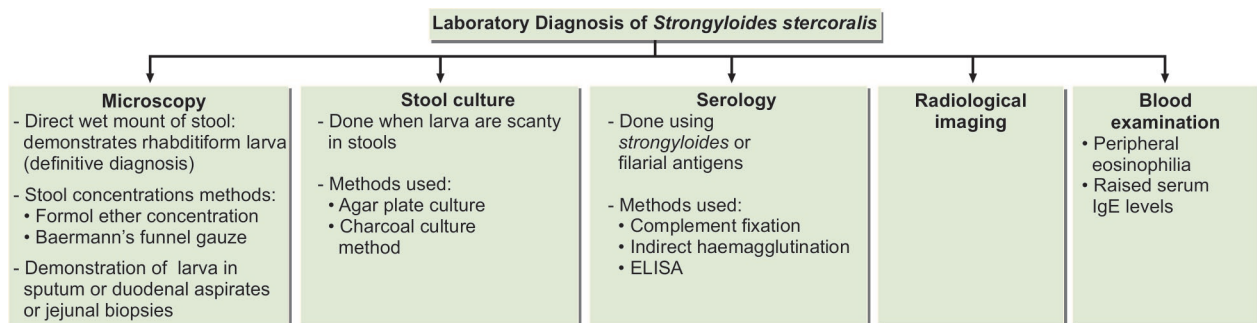 Laboratory Diagnosis of Strongyloides stercoralis
Microscopy
- Direct wet mount of stool:
demonstrates rhabditiform larva
(definitive diagnosis)
- Stool concentrations methods:
• Formol ether concentration
• Baermann's funnel gauze
- Demonstration of larva in
sputum or duodenal aspirates
or jejunal biopsies
Stool culture
- Done when larva are scanty
in stools
- Methods used:
• Agar plate culture
• Charcoal culture
method
Serology
- Done using
strongyloides or
filarial antigens
- Methods used:
• Complement fixation
• Indirect haemagglutination
• ELISA
Radiological
imaging
Blood
examination
• Peripheral
eosinophilia
• Raised serum
IgE levels